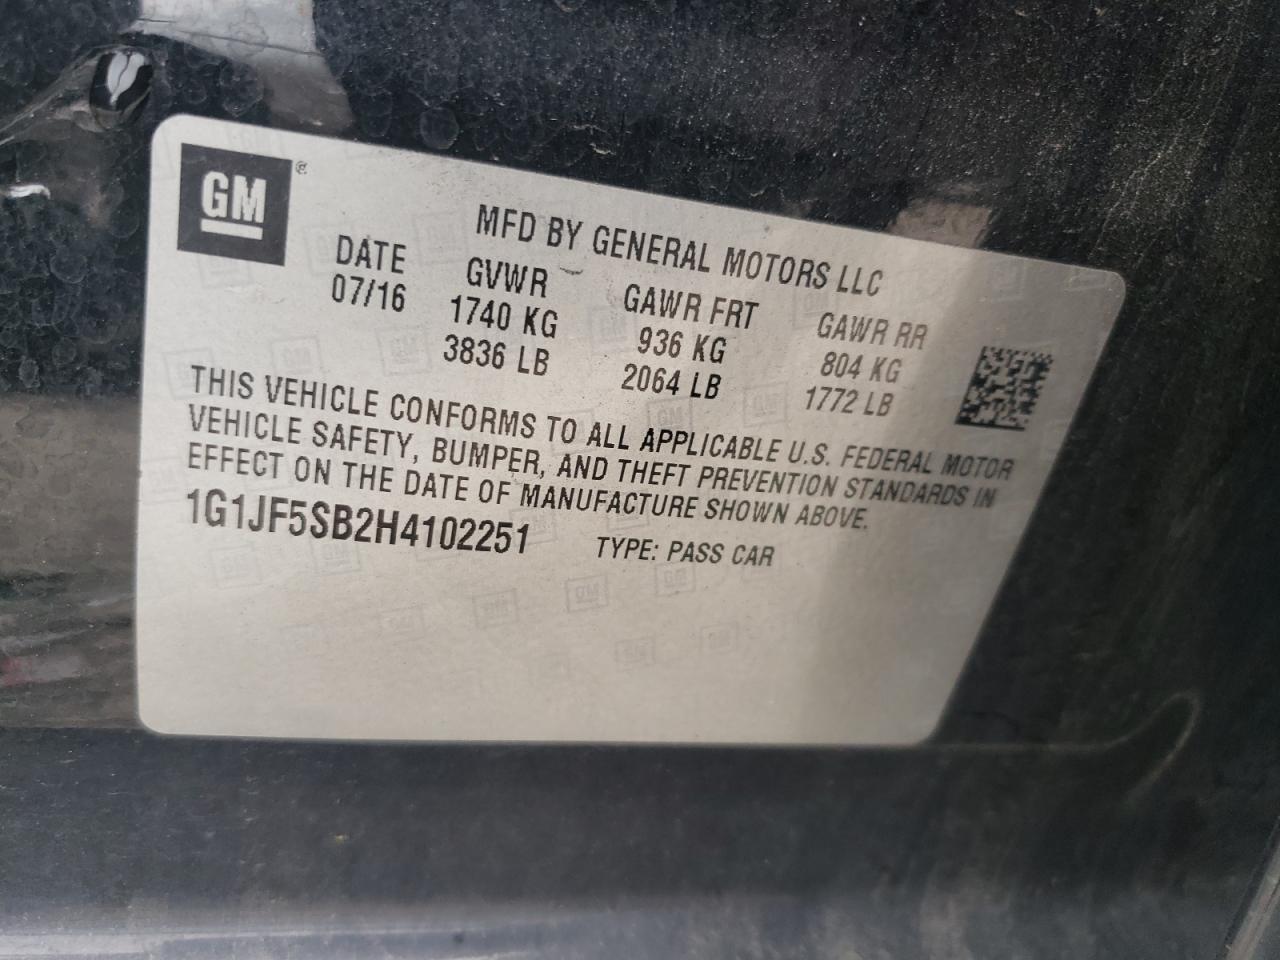 GM®
MFD BY GENERAL MOTORS LLC
DATE GVWR GAWR FRT GAWR RR
07/16 1740 KG 936 KG 804 KG
3836 LB 2064 LB 1772 LB
THIS VEHICLE CONFORMS TO ALL APPLICABLE U.S. FEDERAL MOTOR
VEHICLE SAFETY, BUMPER, AND THEFT PREVENTION STANDARDS IN
EFFECT ON THE DATE OF MANUFACTURE SHOWN ABOVE.
1G1JF5SB2H4102251 TYPE: PASS CAR